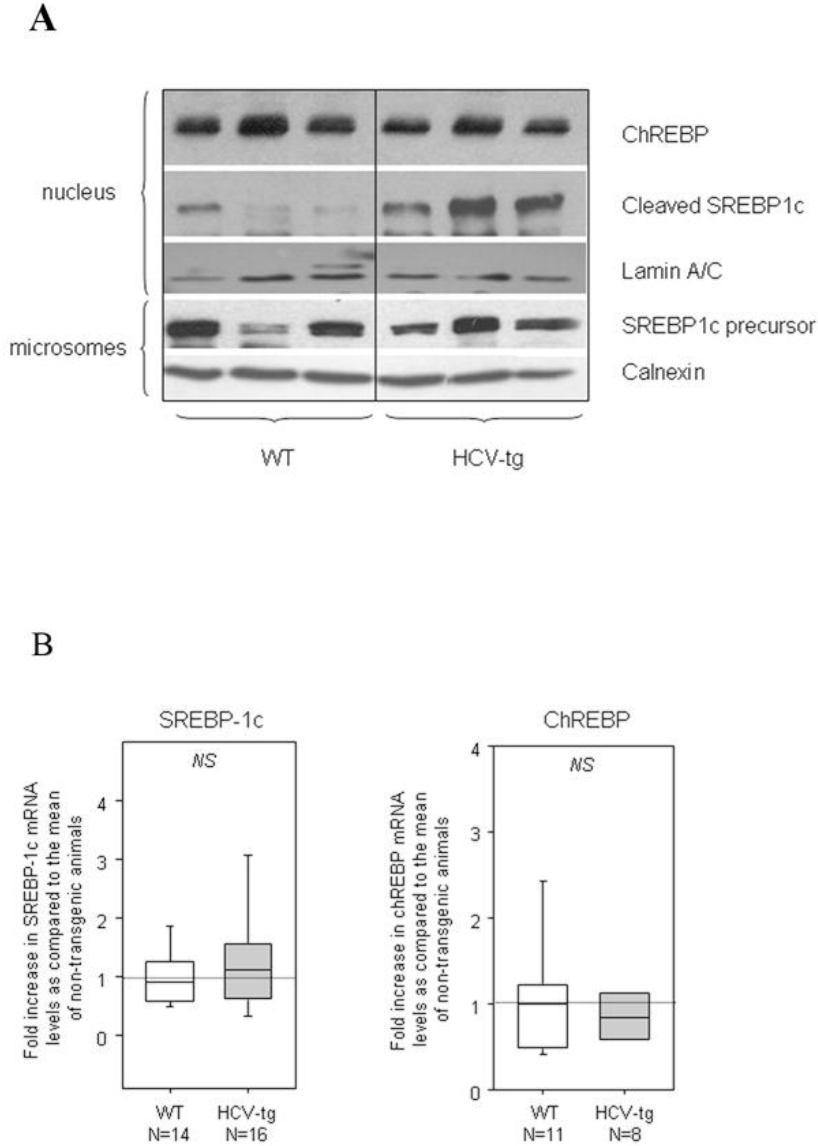 A
nucleus
microsomes
ChREBP
Cleaved SREBP1c
Lamin A/C
SREBP1c precursor
Calnexin
WT
HCV-tg
B
SREBP-1c
NS
Fold increase in SREBP-1c mRNA
levels as compared to the mean
of non-transgenic animals
4
3
2
1
0
WT
HCV-tg
N=14
N=16
ChREBP
NS
Fold increase in chREBP mRNA
levels as compared to the mean
of non-transgenic animals
4
3
2
1
0
WT
HCV-tg
N=11
N=8